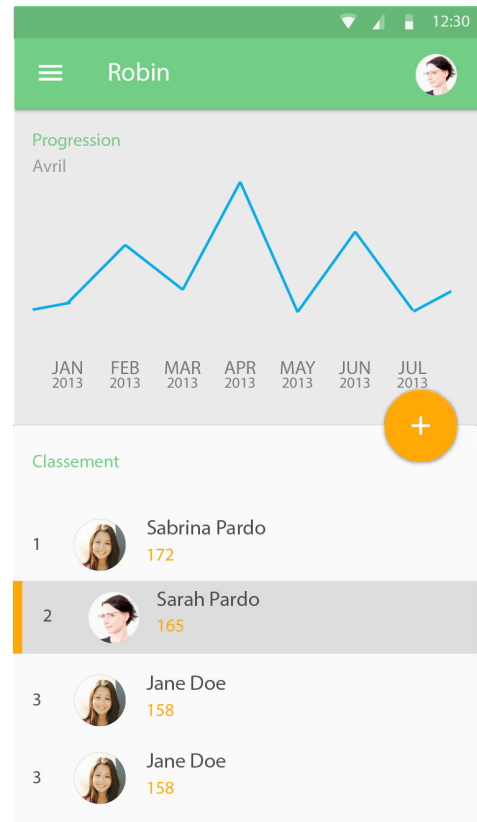 12:30
Robin
Progression
Avril
JAN FEB MAR APR MAY JUN JUL
2013 2013 2013 2013 2013 2013 2013
+
Classement
1
Sabrina Pardo
172
2
Sarah Pardo
165
3
Jane Doe
158
3
Jane Doe
158